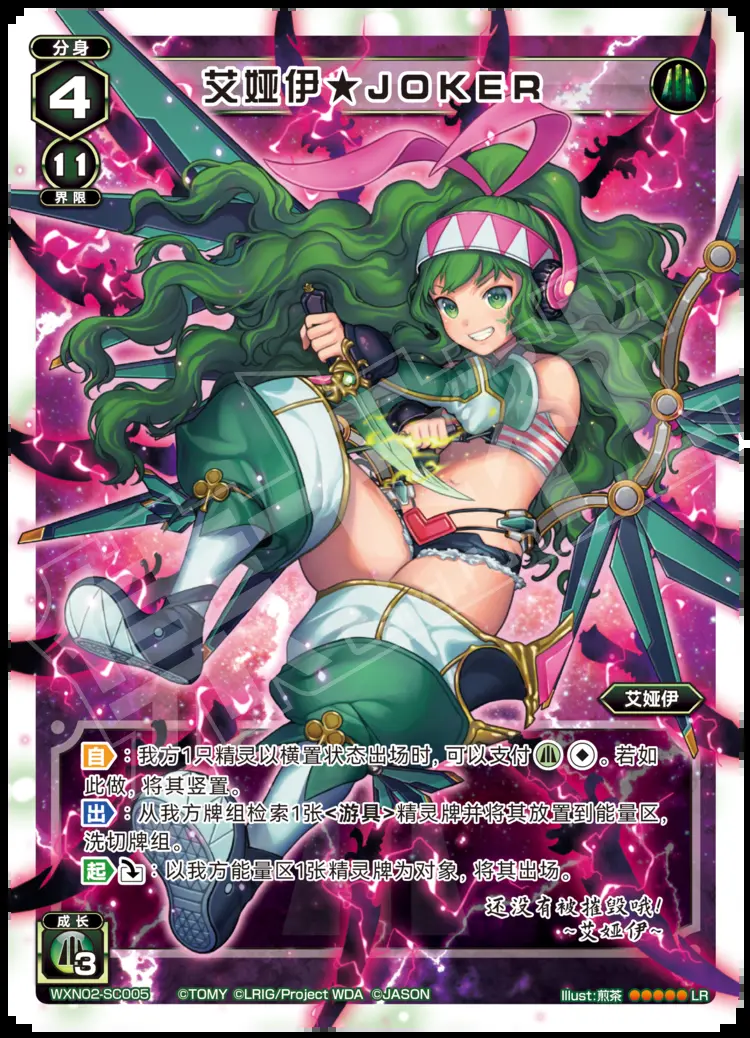 分身
4
艾娅伊★JOKER
11
界限
艾娅伊
自：我方1只精灵以横置状态出场时，可以支付。若如
此做，将其竖置。
出：从我方牌组检索1张<游具>精灵牌并将其放置到能量区，
洗切牌组。
起：以我方能量区1张精灵牌为对象，将其出场。
还没有被摧毁哦！
~艾娅伊~
成长
3
WXN02-SC005 ©TOMY ©LRIG/Project WDA ©JASON Illust:煎茶 LR